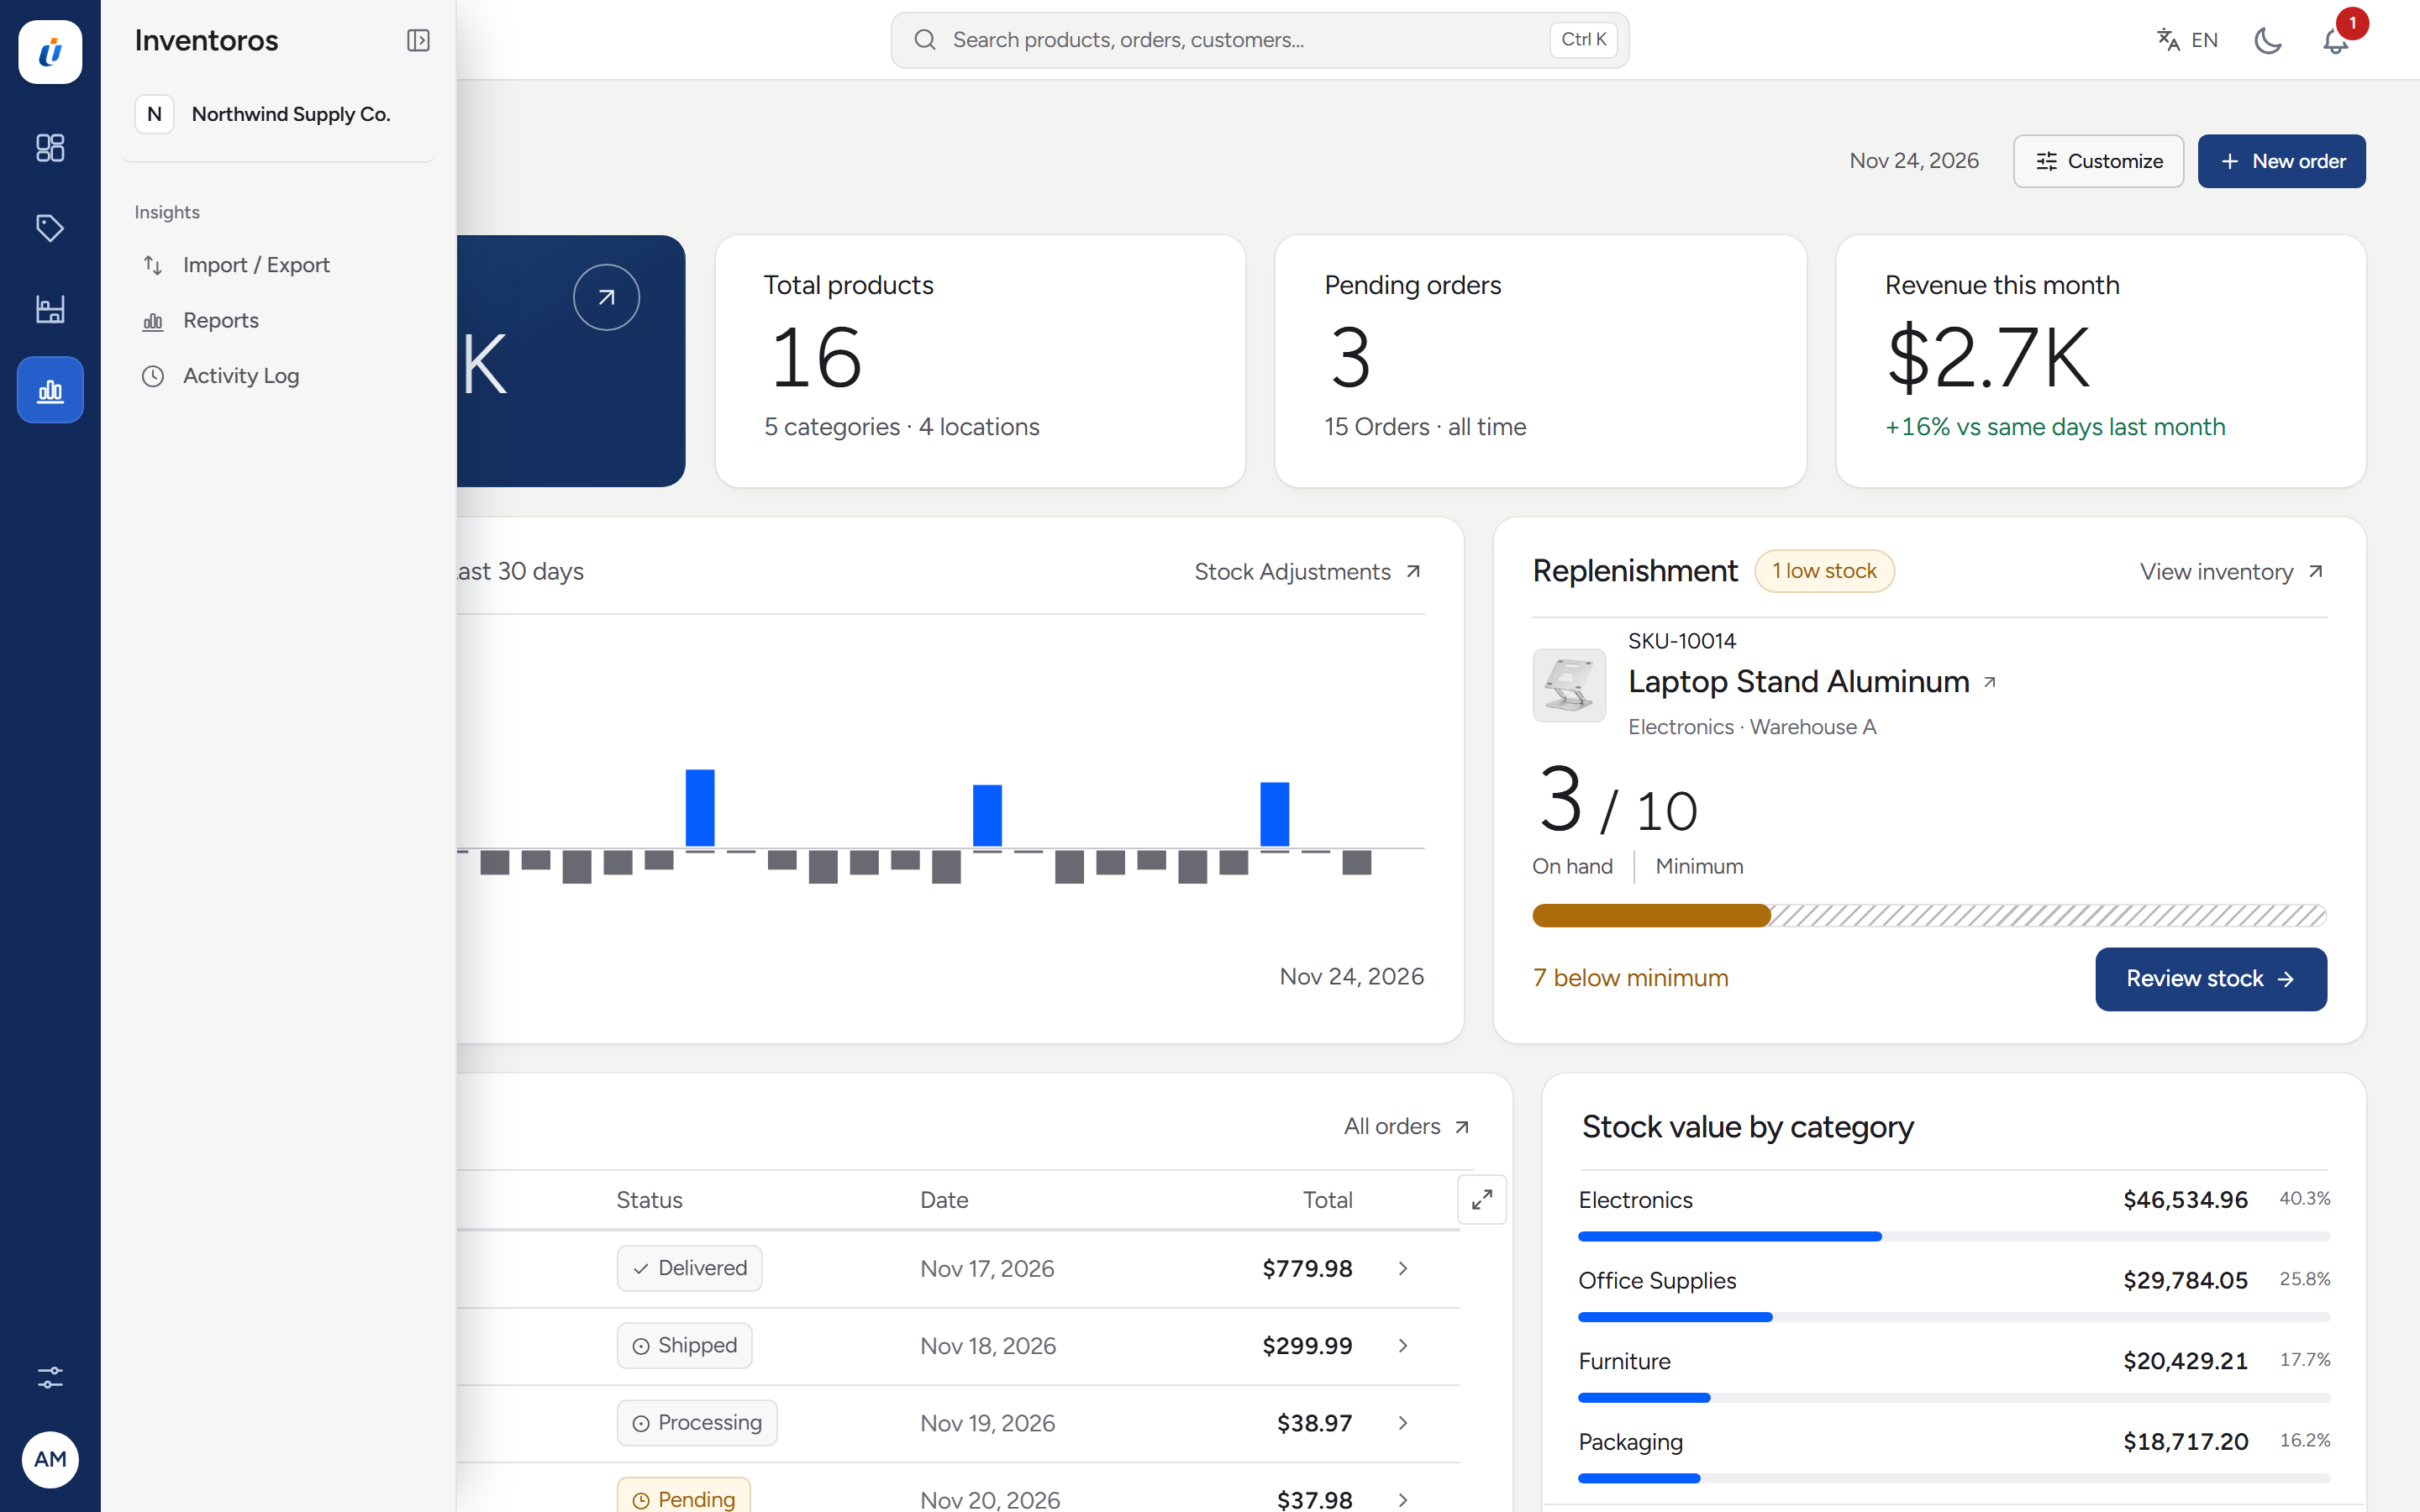 Inventoros
Search products, orders, customers...
Ctrl K
EN
1
N
Northwind Supply Co.
Nov 24, 2026
Customize
New order
Insights
Import / Export
Reports
Activity Log
K
Total products
16
5 categories · 4 locations
Pending orders
3
15 Orders · all time
Revenue this month
$2.7K
+16% vs same days last month
ast 30 days
Stock Adjustments
Nov 24, 2026
Replenishment
1 low stock
View inventory
SKU-10014
Laptop Stand Aluminum
Electronics · Warehouse A
3 / 10
On hand
Minimum
7 below minimum
Review stock
All orders
Status
Date
Total
Delivered
Nov 17, 2026
$779.98
Shipped
Nov 18, 2026
$299.99
Processing
Nov 19, 2026
$38.97
Pending
Nov 20, 2026
$37.98
Stock value by category
Electronics
$46,534.96
40.3%
Office Supplies
$29,784.05
25.8%
Furniture
$20,429.21
17.7%
Packaging
$18,717.20
16.2%
AM